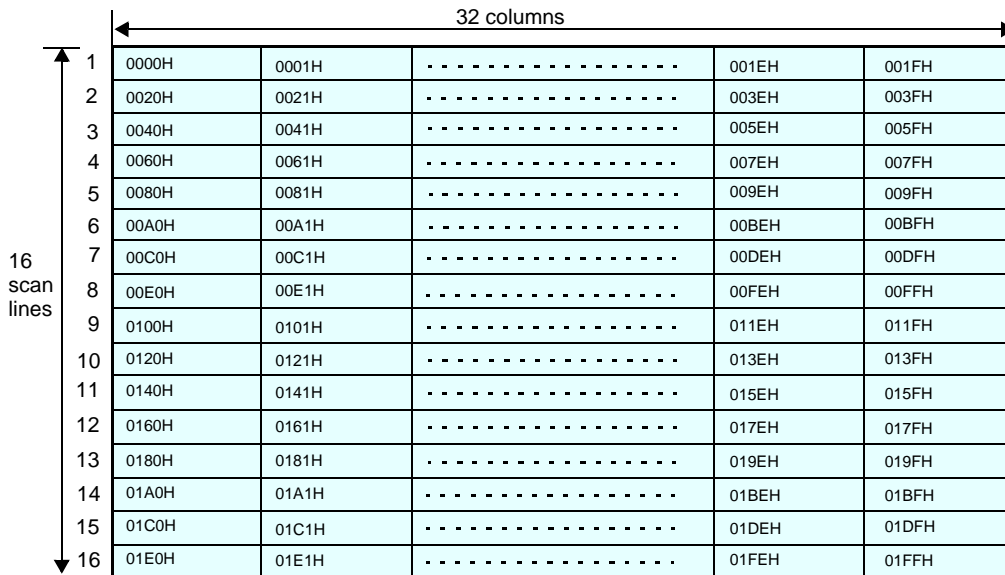 32 columns
16
scan
lines
1 0000H 0001H 001EH 001FH
2 0020H 0021H 003EH 003FH
3 0040H 0041H 005EH 005FH
4 0060H 0061H 007EH 007FH
5 0080H 0081H 009EH 009FH
6 00A0H 00A1H 00BEH 00BFH
7 00C0H 00C1H 00DEH 00DFH
8 00E0H 00E1H 00FEH 00FFH
9 0100H 0101H 011EH 011FH
10 0120H 0121H 013EH 013FH
11 0140H 0141H 015EH 015FH
12 0160H 0161H 017EH 017FH
13 0180H 0181H 019EH 019FH
14 01A0H 01A1H 01BEH 01BFH
15 01C0H 01C1H 01DEH 01DFH
16 01E0H 01E1H 01FEH 01FFH